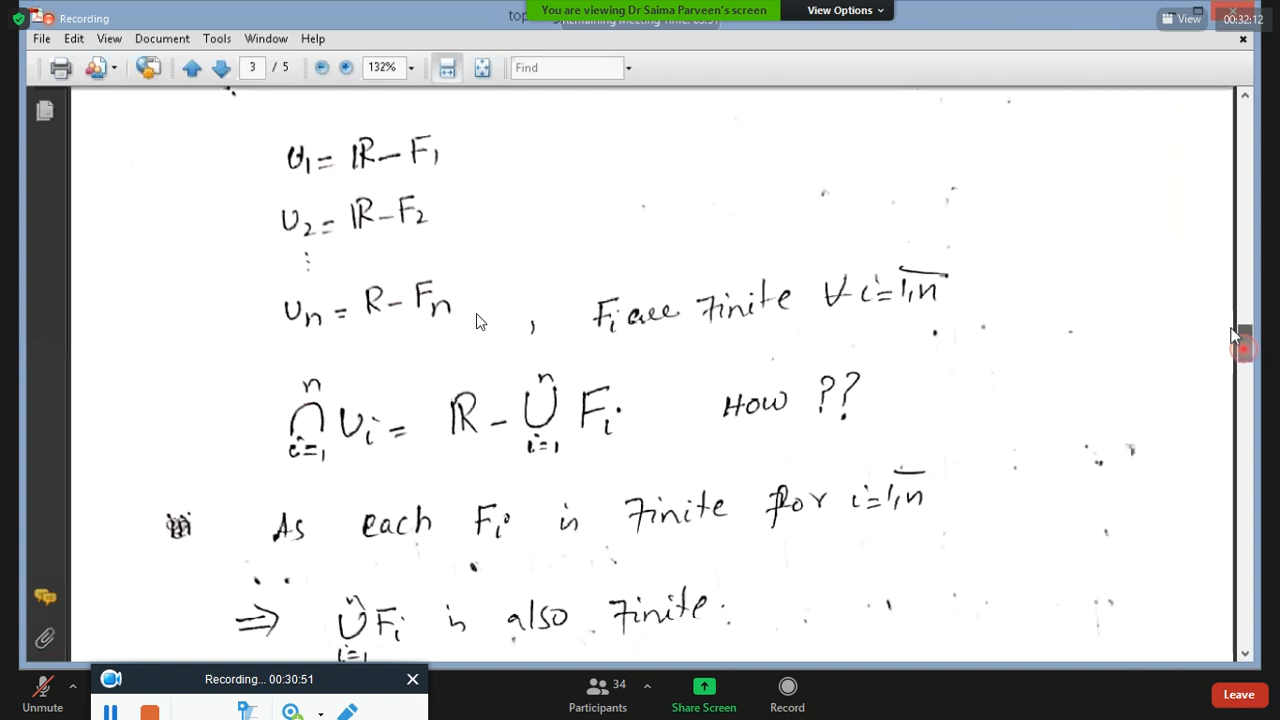 Recording
top
You are viewing Dr Saima Parveen's screen
View Options
View
00:32:12
File Edit View Document Tools Window Help
3 / 5 132% Find
U₁ = ℝ − F₁
U₂ = ℝ − F₂
⋮
Uₙ = R − Fₙ , Fᵢ are Finite ∀ i = 1,n
n n
∩ Uᵢ = ℝ − ∪ Fᵢ HOW ??
i=1 i=1
As each Fᵢ is Finite for i = 1,n
⇒ n
∪ Fᵢ is also Finite.
i=1
Recording... 00:30:51
Unmute
34
Participants
Share Screen
Record
Leave